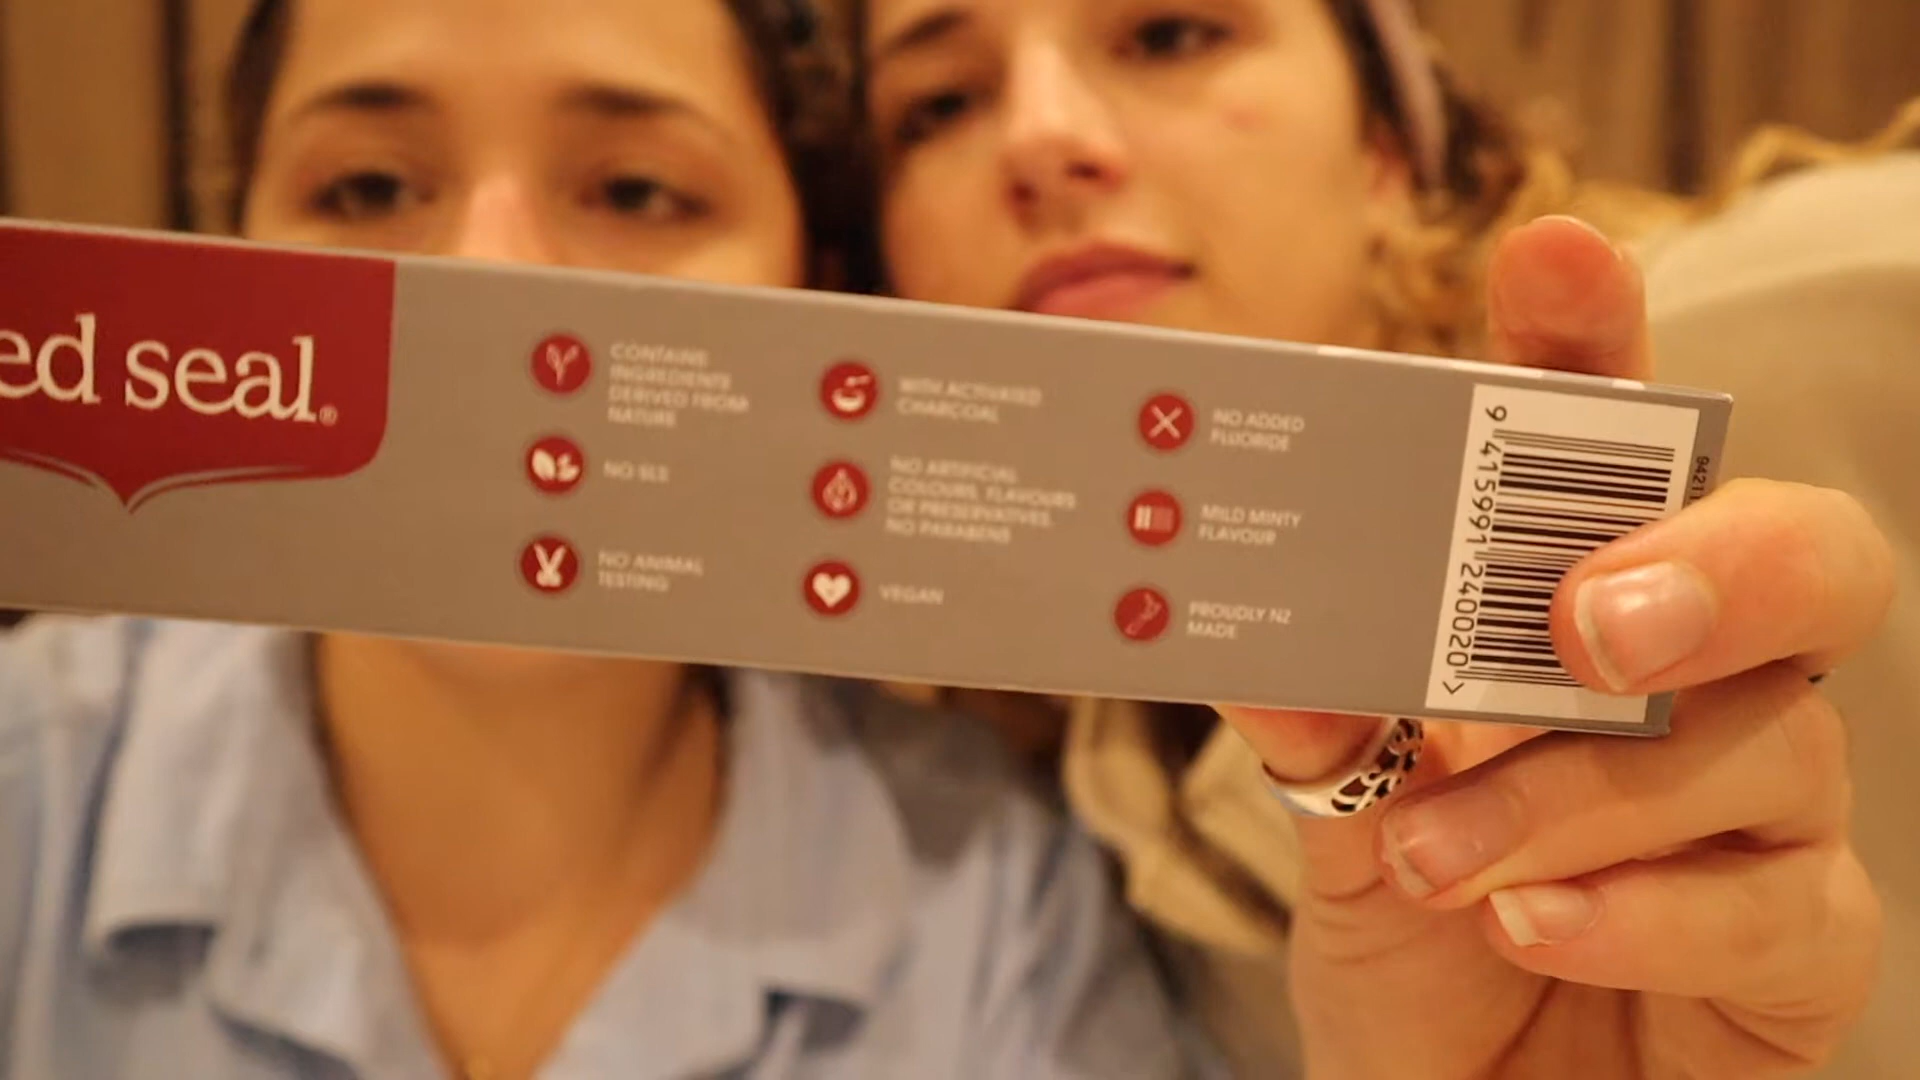 ed seal®
CONTAINS
INGREDIENTS
DERIVED FROM
NATURE
NO SLS
NO ANIMAL
TESTING
WITH ACTIVATED
CHARCOAL
NO ARTIFICIAL
COLOURS, FLAVOURS
OR PRESERVATIVES.
NO PARABENS
VEGAN
NO ADDED
FLUORIDE
MILD MINTY
FLAVOUR
PROUDLY NZ
MADE
9 415991 240020 >
9421